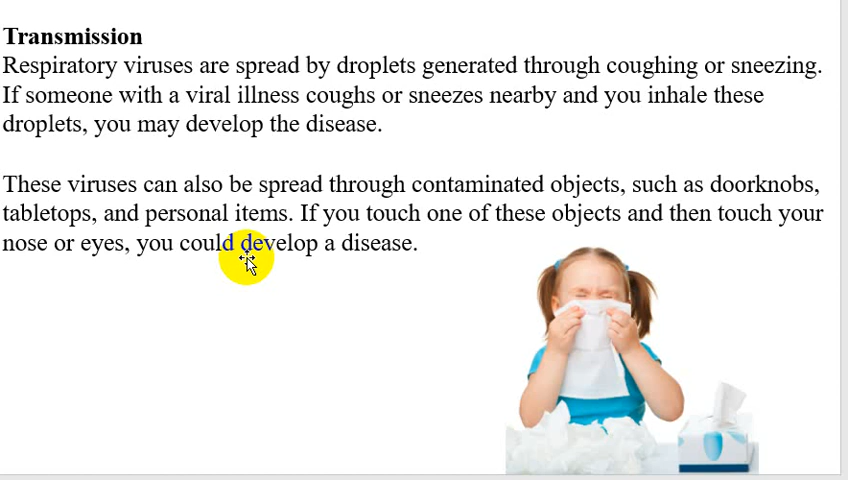 Transmission
Respiratory viruses are spread by droplets generated through coughing or sneezing.
If someone with a viral illness coughs or sneezes nearby and you inhale these
droplets, you may develop the disease.
These viruses can also be spread through contaminated objects, such as doorknobs,
tabletops, and personal items. If you touch one of these objects and then touch your
nose or eyes, you could develop a disease.